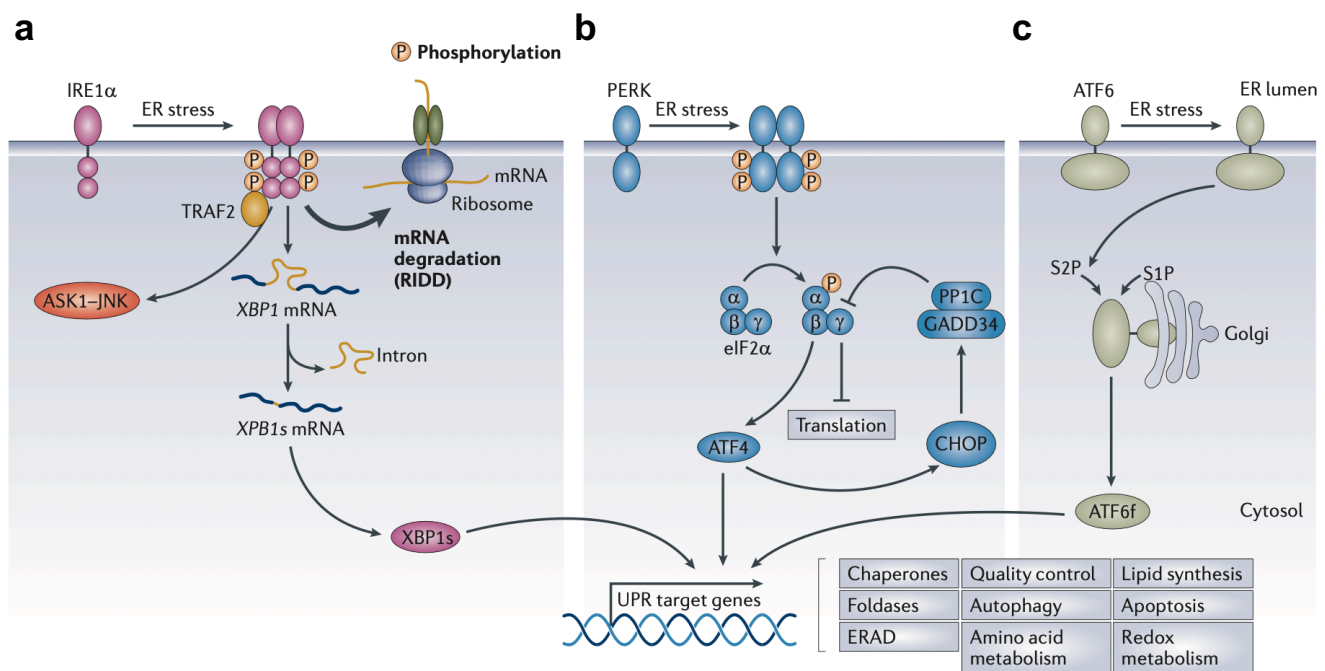 a
b
c
P Phosphorylation
IRE1α
ER stress
P
P
P
P
TRAF2
mRNA
Ribosome
mRNA
degradation
(RIDD)
ASK1–JNK
XBP1 mRNA
Intron
XPB1s mRNA
XBP1s
PERK
ER stress
P
P
P
P
P
α
α
β
γ
β
γ
eIF2α
PP1C
GADD34
Translation
ATF4
CHOP
ATF6
ER stress
ER lumen
S2P
S1P
Golgi
ATF6f
Cytosol
UPR target genes
Chaperones
Quality control
Lipid synthesis
Foldases
Autophagy
Apoptosis
ERAD
Amino acid
metabolism
Redox
metabolism